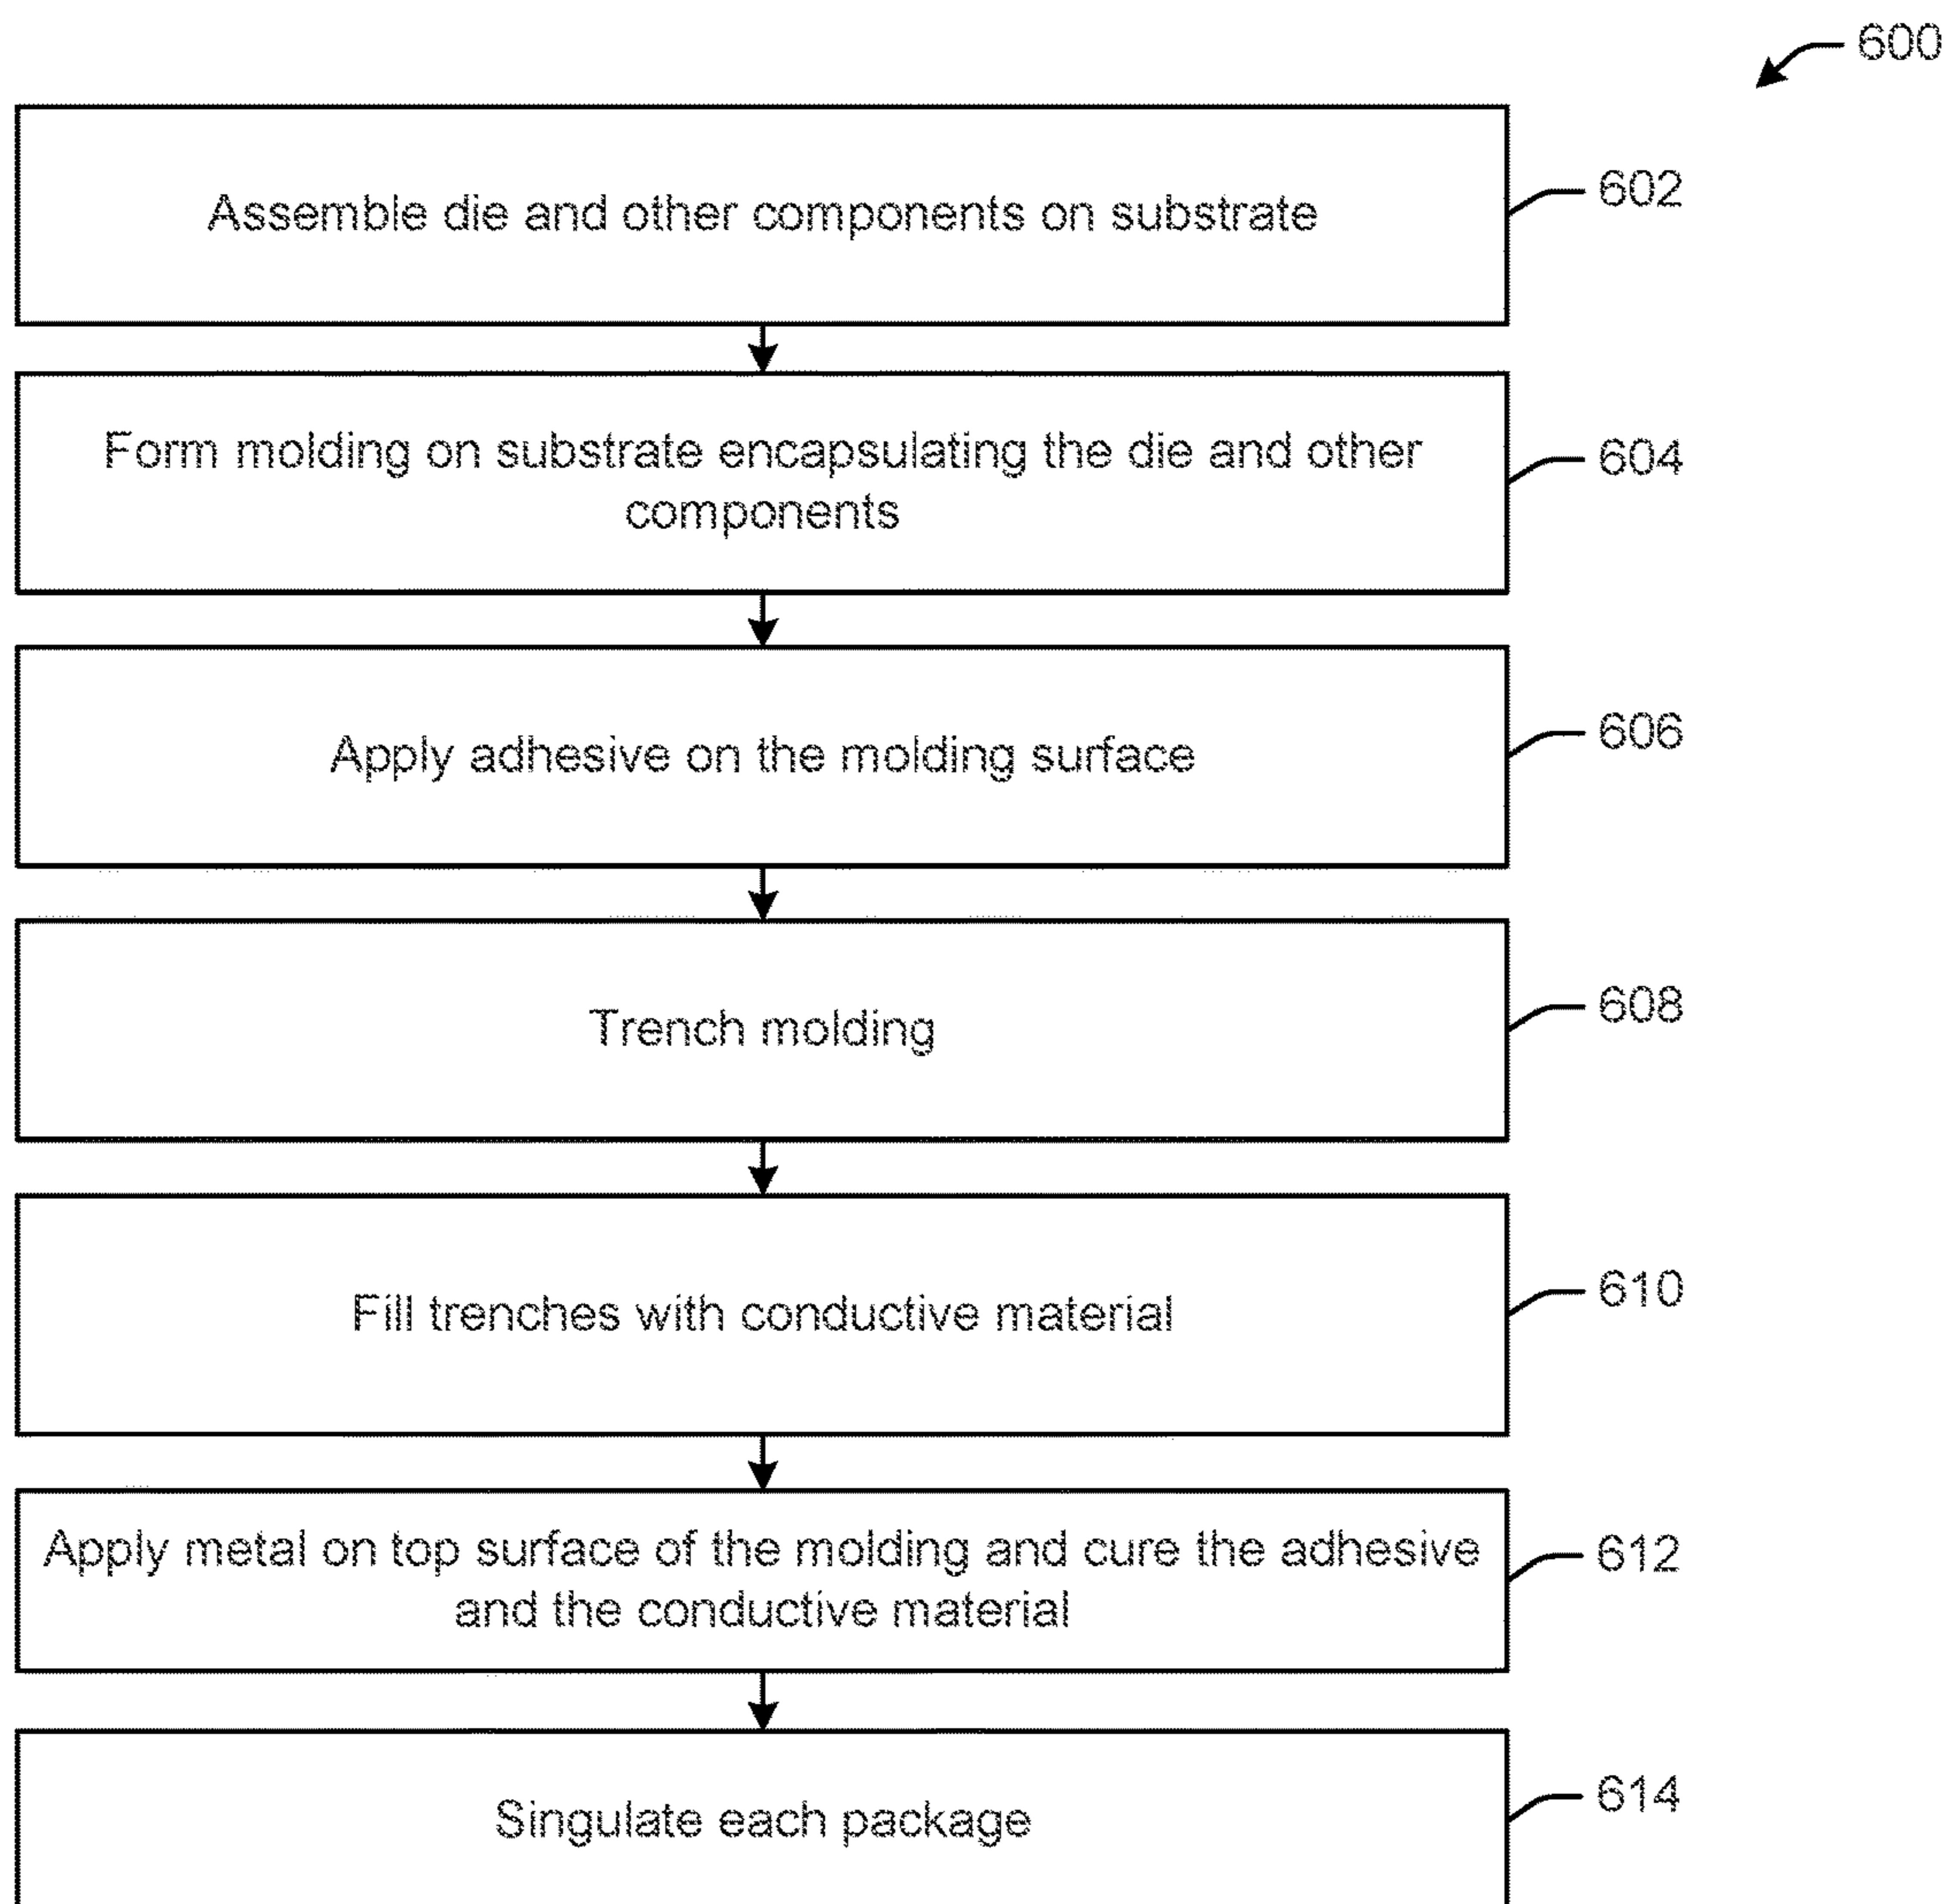 600
Assemble die and other components on substrate
602
Form molding on substrate encapsulating the die and other
components
604
Apply adhesive on the molding surface
606
Trench molding
608
Fill trenches with conductive material
610
Apply metal on top surface of the molding and cure the adhesive
and the conductive material
612
Singulate each package
614